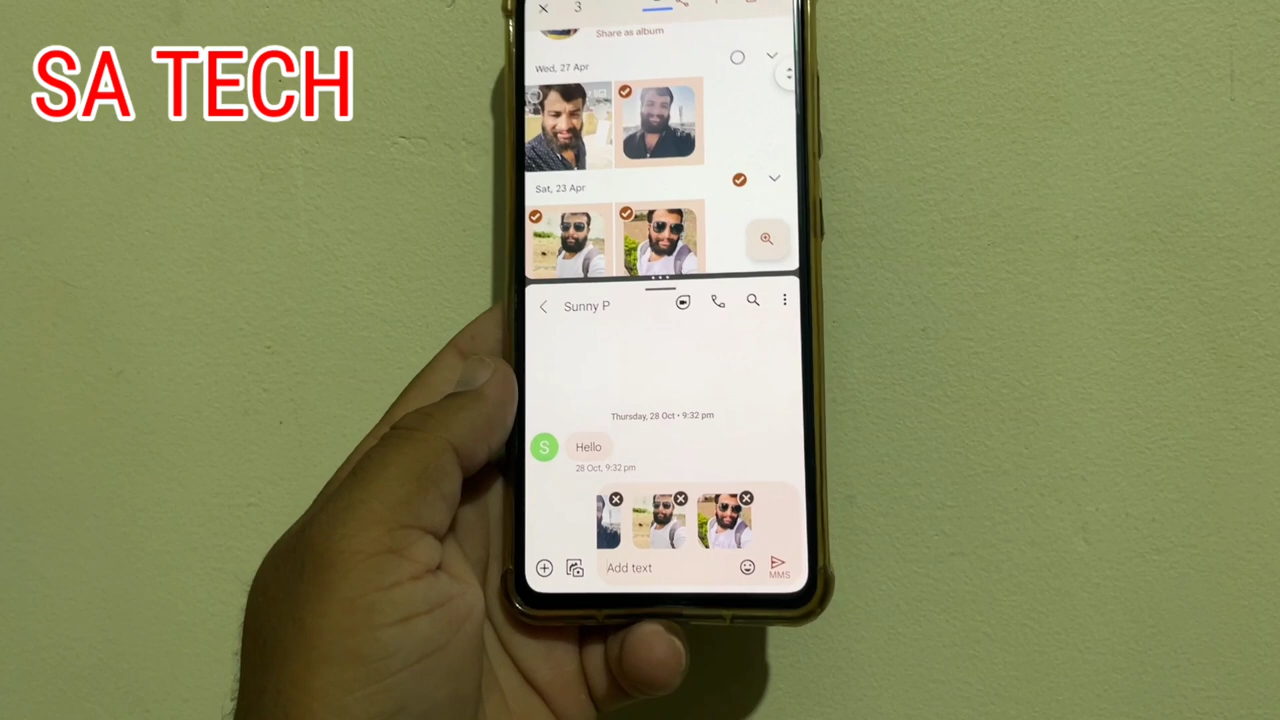 SA TECH
3
Share as album
Wed, 27 Apr
Sat, 23 Apr
Sunny P
Thursday, 28 Oct • 9:32 pm
S
Hello
28 Oct, 9:32 pm
Add text
MMS